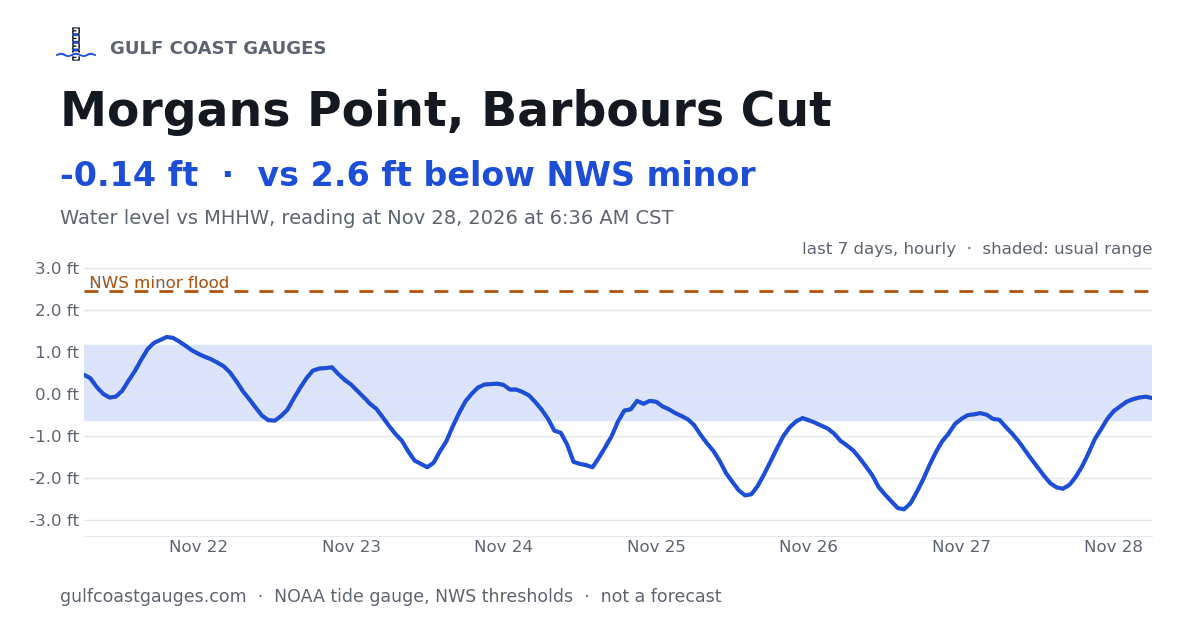 GULF COAST GAUGES
Morgans Point, Barbours Cut
-0.14 ft · vs 2.6 ft below NWS minor
Water level vs MHHW, reading at Nov 28, 2026 at 6:36 AM CST
last 7 days, hourly · shaded: usual range
3.0 ft
NWS minor flood
2.0 ft
1.0 ft
0.0 ft
-1.0 ft
-2.0 ft
-3.0 ft
Nov 22 Nov 23 Nov 24 Nov 25 Nov 26 Nov 27 Nov 28
gulfcoastgauges.com · NOAA tide gauge, NWS thresholds · not a forecast